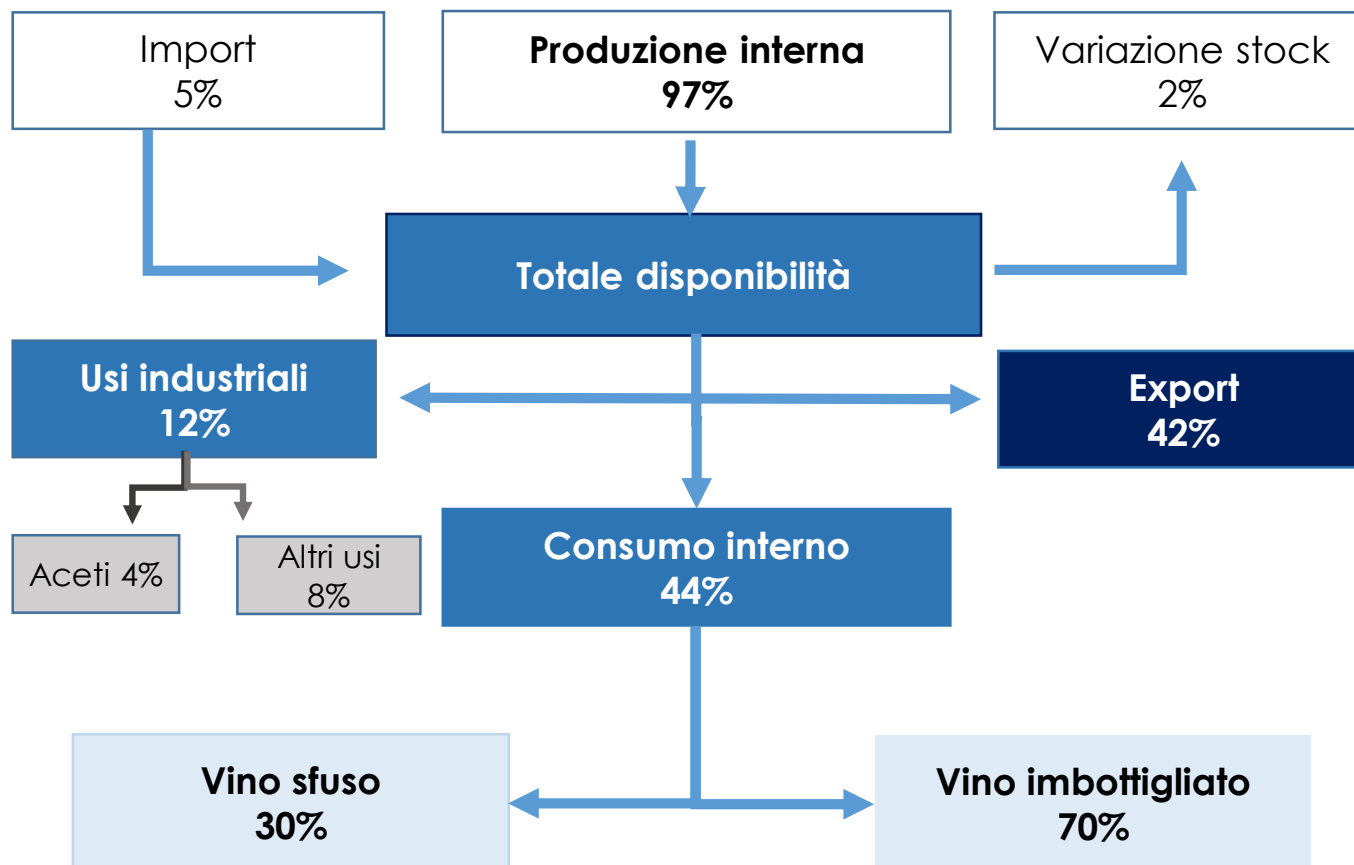 Import
5%
Produzione interna
97%
Variazione stock
2%
Totale disponibilità
Usi industriali
12%
Export
42%
Aceti 4%
Altri usi
8%
Consumo interno
44%
Vino sfuso
30%
Vino imbottigliato
70%